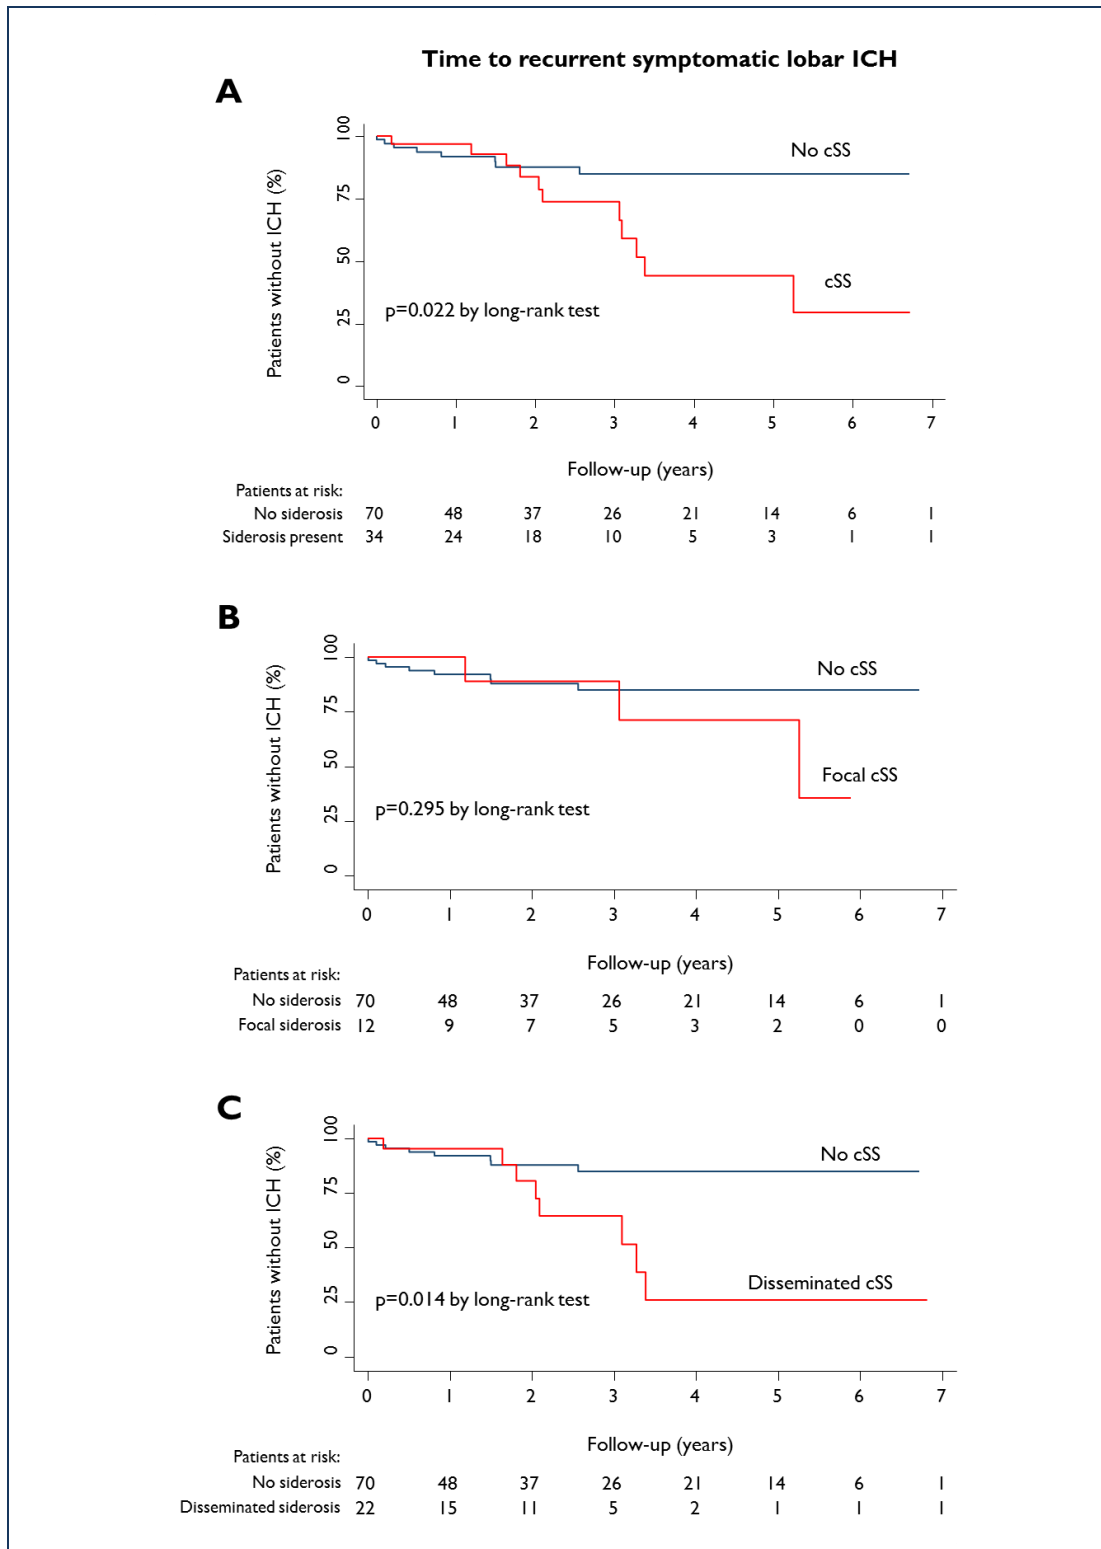 Time to recurrent symptomatic lobar ICH
A
Patients without ICH (%)
100
75
50
25
0
No cSS
cSS
p=0.022 by long-rank test
0 1 2 3 4 5 6 7
Follow-up (years)
Patients at risk:
No siderosis 70 48 37 26 21 14 6 1
Siderosis present 34 24 18 10 5 3 1 1
B
Patients without ICH (%)
100
75
50
25
0
No cSS
Focal cSS
p=0.295 by long-rank test
0 1 2 3 4 5 6 7
Follow-up (years)
Patients at risk:
No siderosis 70 48 37 26 21 14 6 1
Focal siderosis 12 9 7 5 3 2 0 0
C
Patients without ICH (%)
100
75
50
25
0
No cSS
Disseminated cSS
p=0.014 by long-rank test
0 1 2 3 4 5 6 7
Follow-up (years)
Patients at risk:
No siderosis 70 48 37 26 21 14 6 1
Disseminated siderosis 22 15 11 5 2 1 1 1